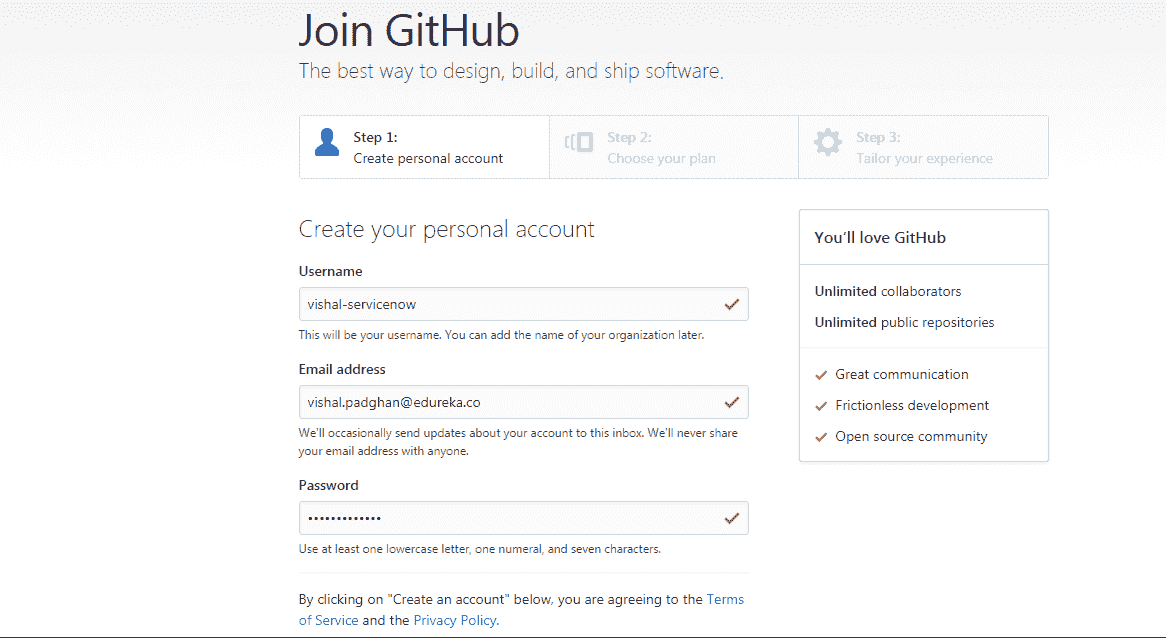 Join GitHub
The best way to design, build, and ship software.
Step 1:
Create personal account
Step 2:
Choose your plan
Step 3:
Tailor your experience
Create your personal account
Username
vishal-servicenow
This will be your username. You can add the name of your organization later.
Email address
vishal.padghan@edureka.co
We'll occasionally send updates about your account to this inbox. We'll never share
your email address with anyone.
Password
•••••••••••••
Use at least one lowercase letter, one numeral, and seven characters.
By clicking on "Create an account" below, you are agreeing to the Terms
of Service and the Privacy Policy.
You'll love GitHub
Unlimited collaborators
Unlimited public repositories
Great communication
Frictionless development
Open source community